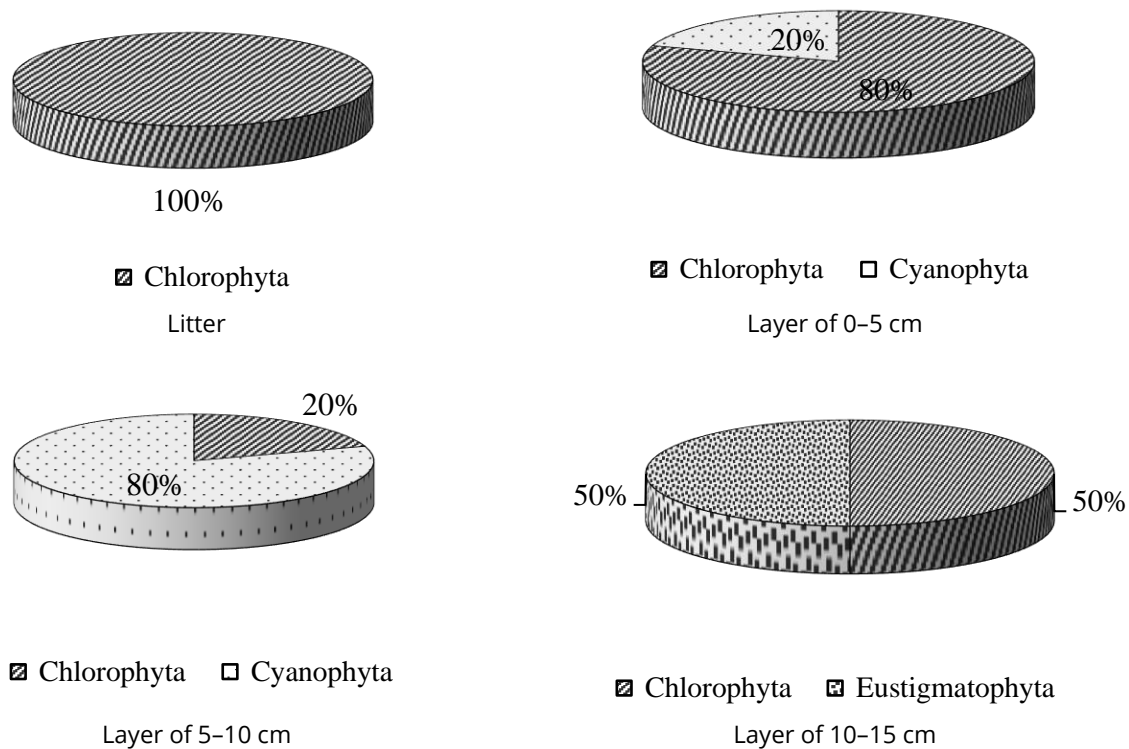 100%
Chlorophyta
Litter
20%
80%
Chlorophyta Cyanophyta
Layer of 0–5 cm
20%
80%
Chlorophyta Cyanophyta
Layer of 5–10 cm
50%
50%
Chlorophyta Eustigmatophyta
Layer of 10–15 cm